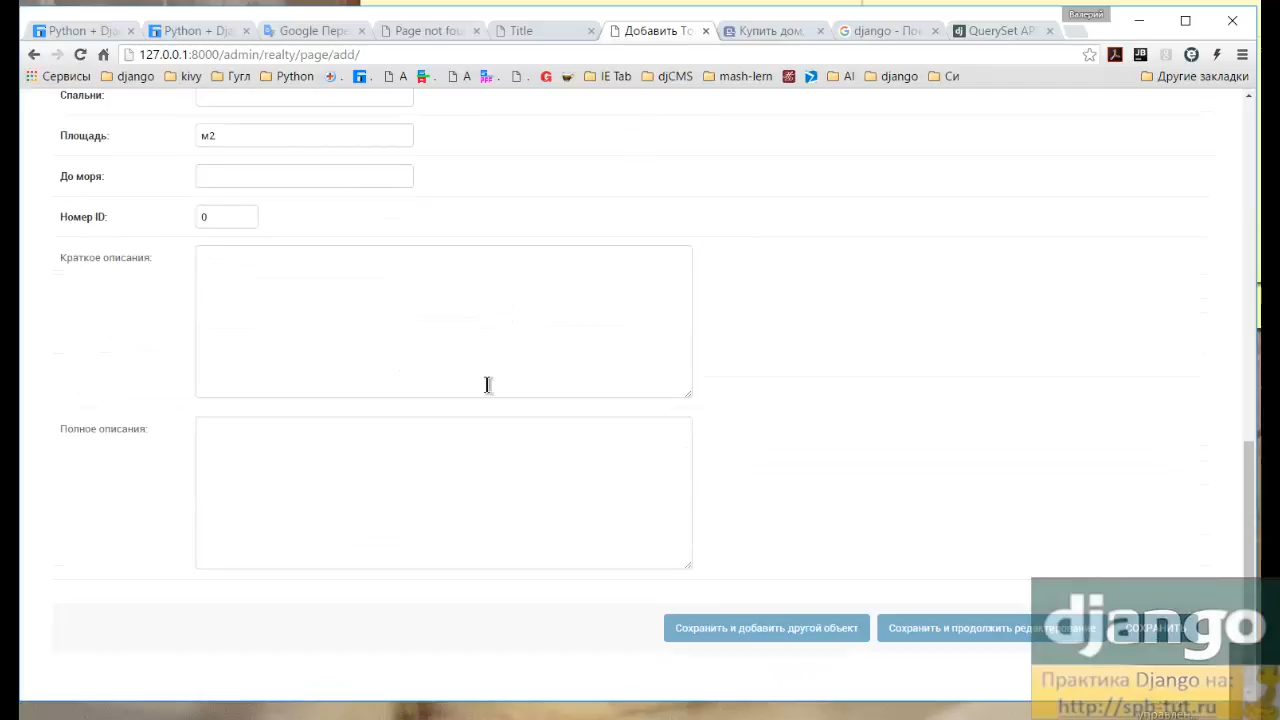 Валерий
Python + Dja
Python + Dja
Google Пере
Page not fou
Title
Добавить То
Купить дом,
django - По
QuerySet AP
127.0.0.1:8000/admin/realty/page/add/
Сервисы
django
kivy
Гугл
Python
A
A
IE Tab
djCMS
mash-lern
AI
django
Си
Другие закладки
Спальни:
Площадь:
м2
До моря:
Номер ID:
0
Краткое описания:
Полное описания:
Сохранить и добавить другой объект
Сохранить и продолжить редактирование
СОХРАНИТЬ
django
Практика Django на:
http://spb-tut.ru